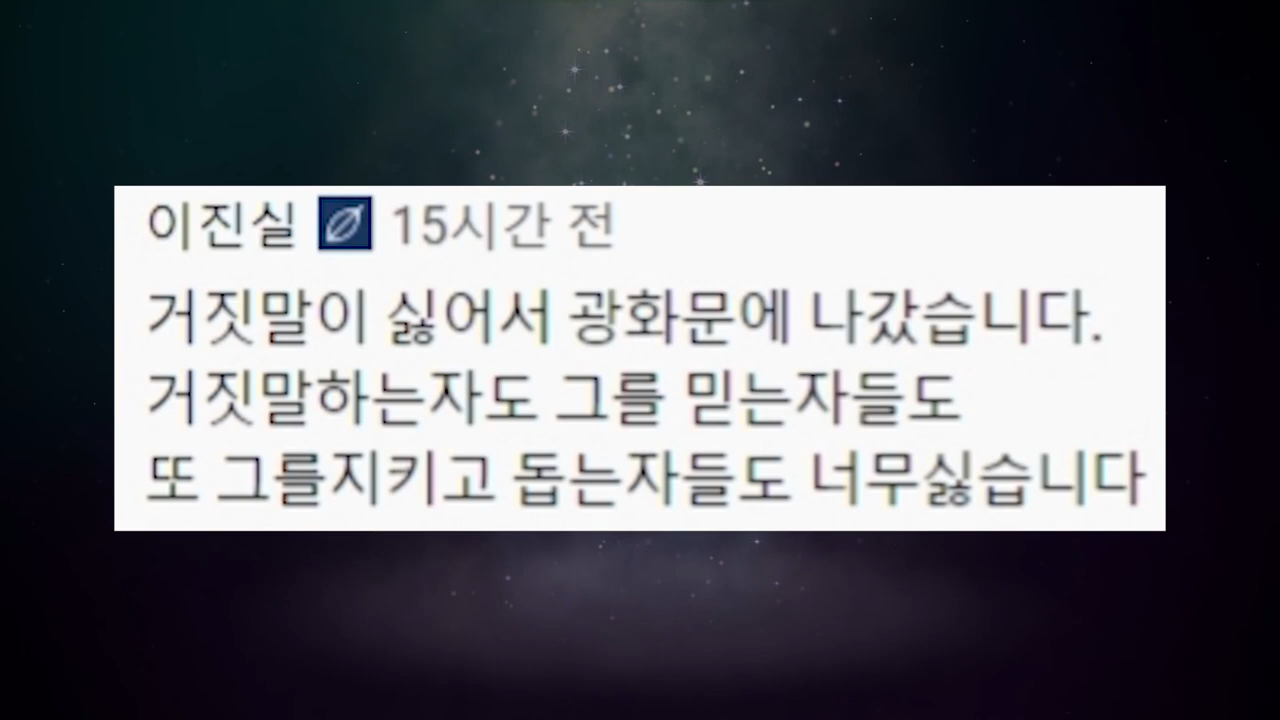 이진실 15시간 전
거짓말이 싫어서 광화문에 나갔습니다.
거짓말하는자도 그를 믿는자들도
또 그를지키고 돕는자들도 너무싫습니다